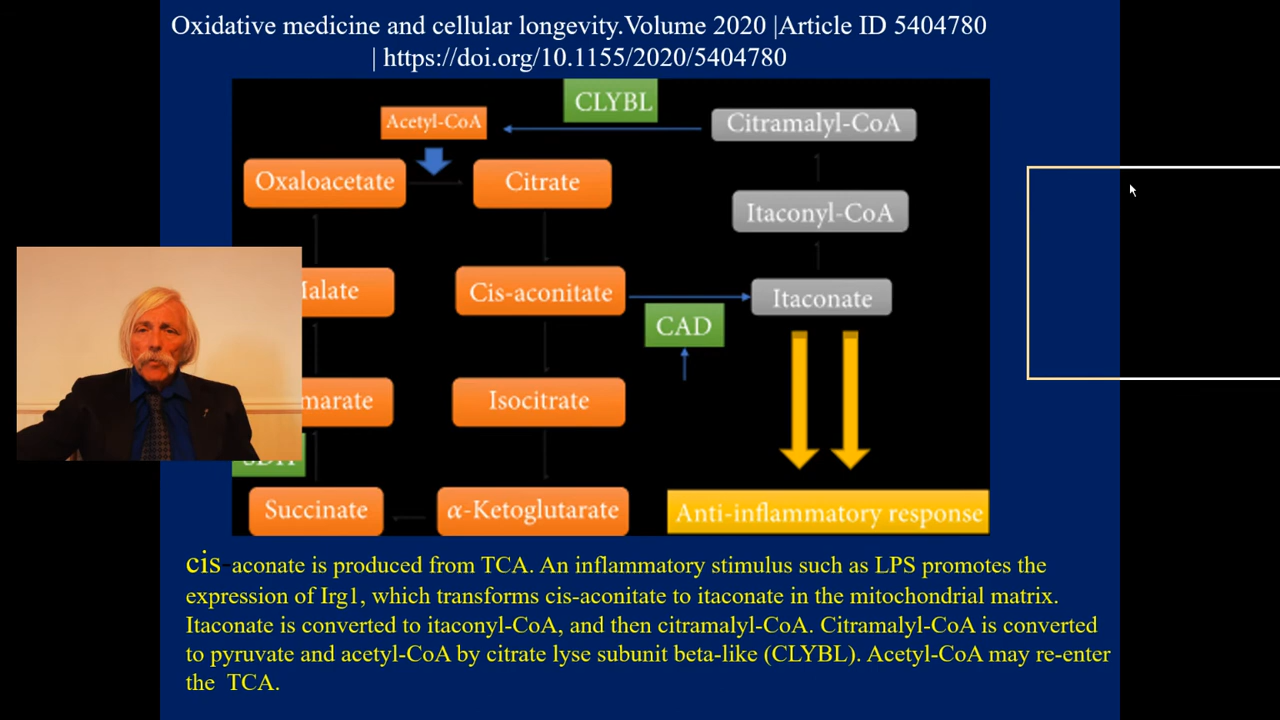 Oxidative medicine and cellular longevity.Volume 2020 |Article ID 5404780
| https://doi.org/10.1155/2020/5404780
CLYBL
Acetyl-CoA
Citramalyl-CoA
Oxaloacetate
Citrate
Itaconyl-CoA
Malate
Cis-aconitate
Itaconate
CAD
marate
Isocitrate
SDH
Succinate
α-Ketoglutarate
Anti-inflammatory response
cis-aconate is produced from TCA. An inflammatory stimulus such as LPS promotes the
expression of Irg1, which transforms cis-aconitate to itaconate in the mitochondrial matrix.
Itaconate is converted to itaconyl-CoA, and then citramalyl-CoA. Citramalyl-CoA is converted
to pyruvate and acetyl-CoA by citrate lyse subunit beta-like (CLYBL). Acetyl-CoA may re-enter
the TCA.